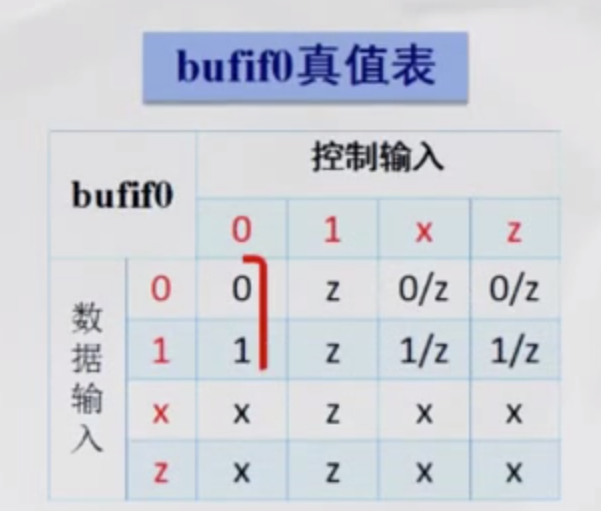 bufif0真值表
bufif0 控制输入
0 1 x z
数据输入
0 0 z 0/z 0/z
1 1 z 1/z 1/z
x x z x x
z x z x x